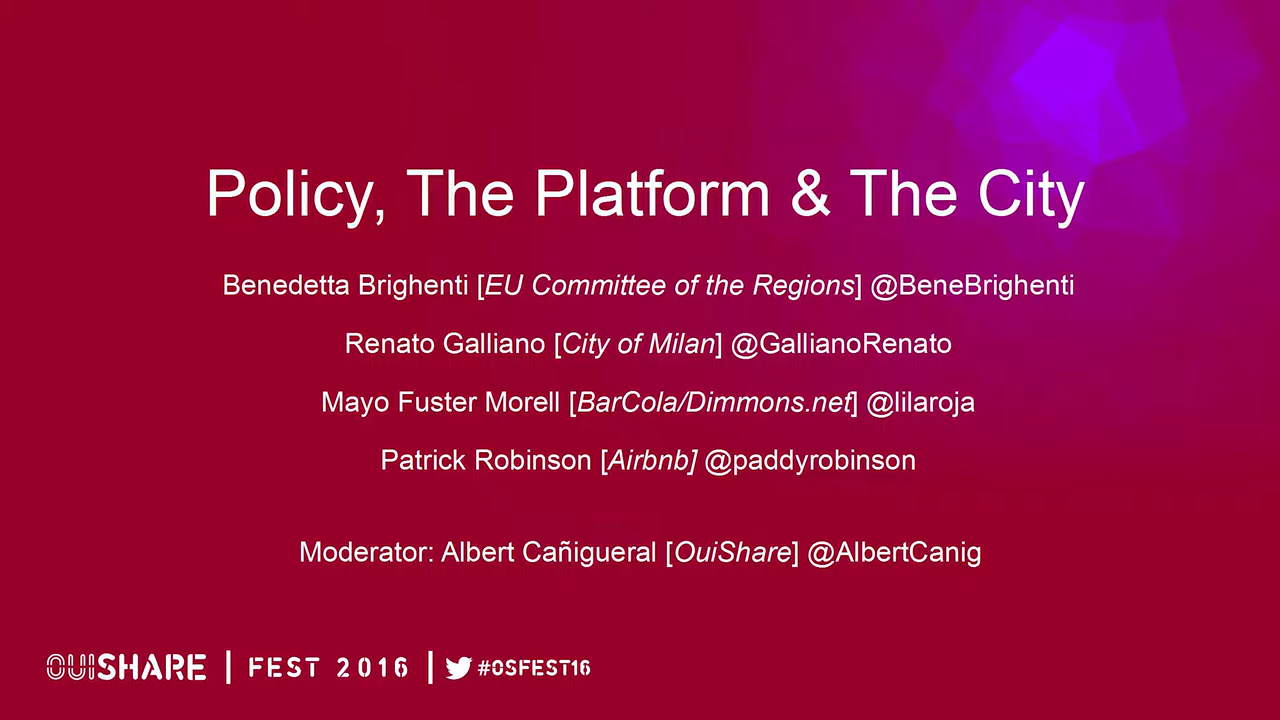 Policy, The Platform & The City
Benedetta Brighenti [EU Committee of the Regions] @BeneBrighenti
Renato Galliano [City of Milan] @GallianoRenato
Mayo Fuster Morell [BarCola/Dimmons.net] @lilaroja
Patrick Robinson [Airbnb] @paddyrobinson
Moderator: Albert Cañigueral [OuiShare] @AlbertCanig
OUISHARE | FEST 2016 | #OSFEST16